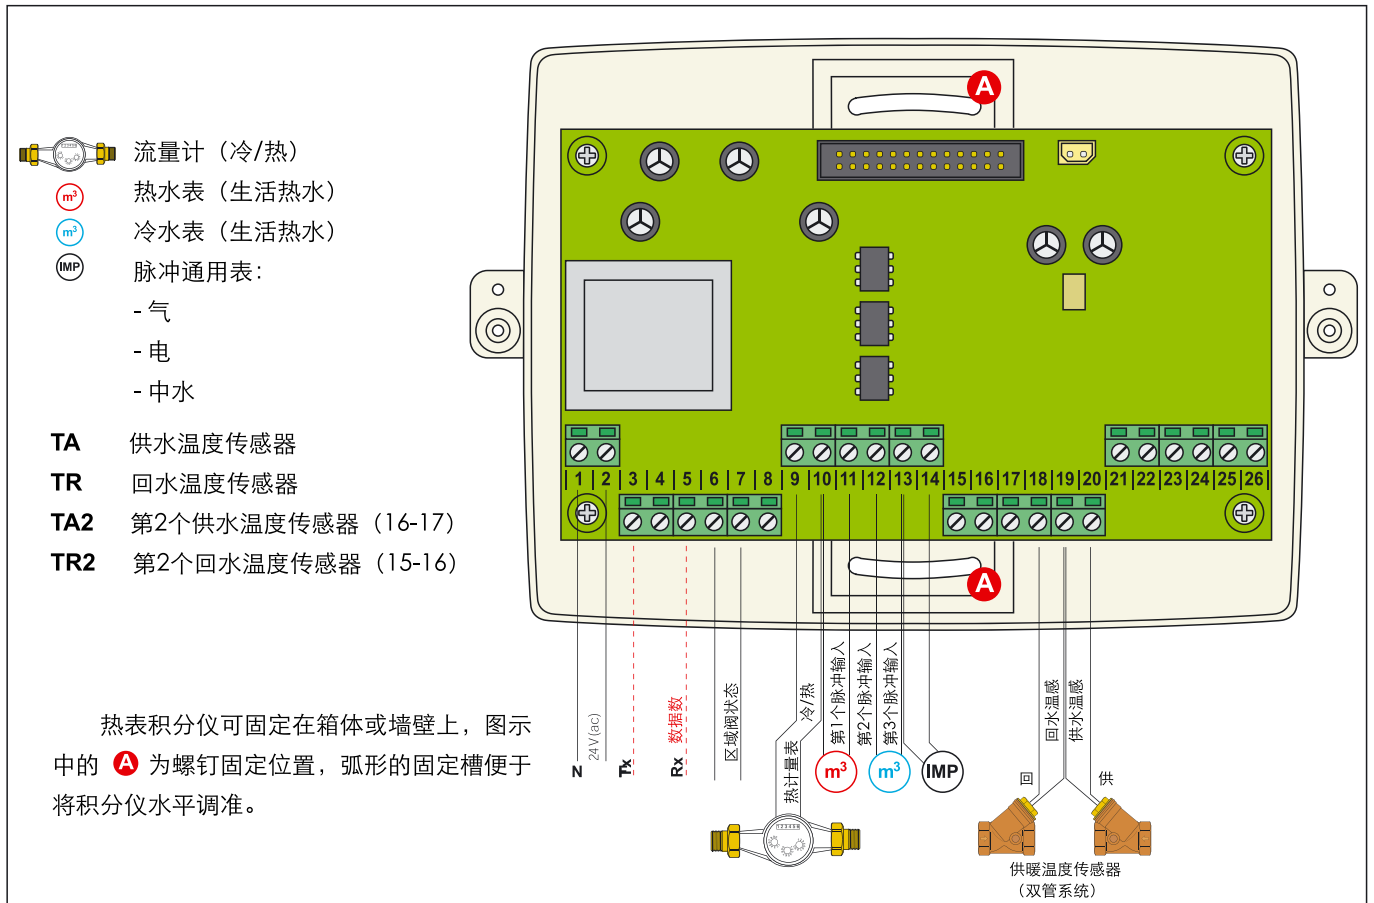 A
流量计（冷/热）
m³
热水表（生活热水）
m³
冷水表（生活热水）
IMP
脉冲通用表：
- 气
- 电
- 中水
TA 供水温度传感器
TR 回水温度传感器
TA2 第2个供水温度传感器（16-17）
TR2 第2个回水温度传感器（15-16）
1 2 3 4 5 6 7 8 9 10 11 12 13 14 15 16 17 18 19 20 21 22 23 24 25 26
A
N
24V(ac)
Tx
Rx
数据数
区域阀状态
热计量表
冷/热
第1个脉冲输入
第2个脉冲输入
第3个脉冲输入
回水温感
供水温感
m³
m³
IMP
回
供
123456
供暖温度传感器
（双管系统）
热表积分仪可固定在箱体或墙壁上，图示
中的 A 为螺钉固定位置，弧形的固定槽便于
将积分仪水平调准。